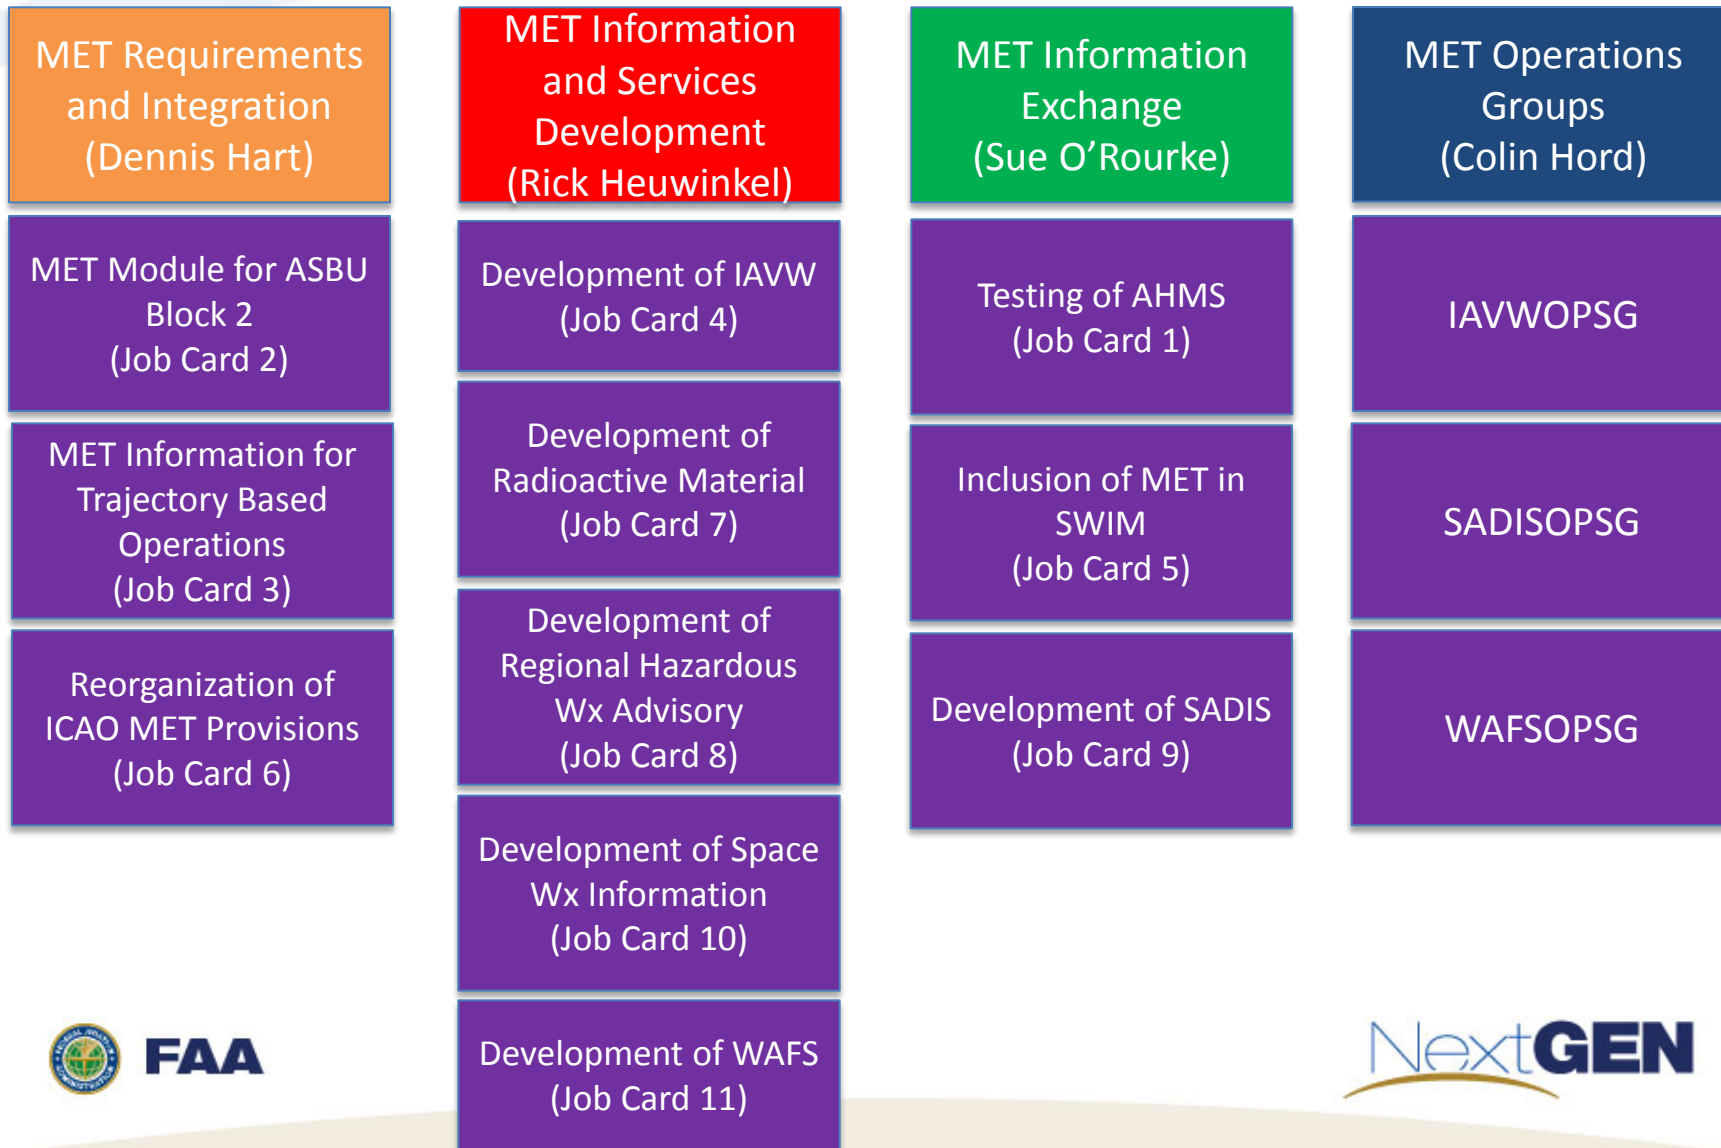 MET Requirements
and Integration
(Dennis Hart)
MET Module for ASBU
Block 2
(Job Card 2)
MET Information for
Trajectory Based
Operations
(Job Card 3)
Reorganization of
ICAO MET Provisions
(Job Card 6)
MET Information
and Services
Development
(Rick Heuwinkel)
Development of IAVW
(Job Card 4)
Development of
Radioactive Material
(Job Card 7)
Development of
Regional Hazardous
Wx Advisory
(Job Card 8)
Development of Space
Wx Information
(Job Card 10)
Development of WAFS
(Job Card 11)
MET Information
Exchange
(Sue O’Rourke)
Testing of AHMS
(Job Card 1)
Inclusion of MET in
SWIM
(Job Card 5)
Development of SADIS
(Job Card 9)
MET Operations
Groups
(Colin Hord)
IAVWOPSG
SADISOPSG
WAFSOPSG
FAA
NextGEN